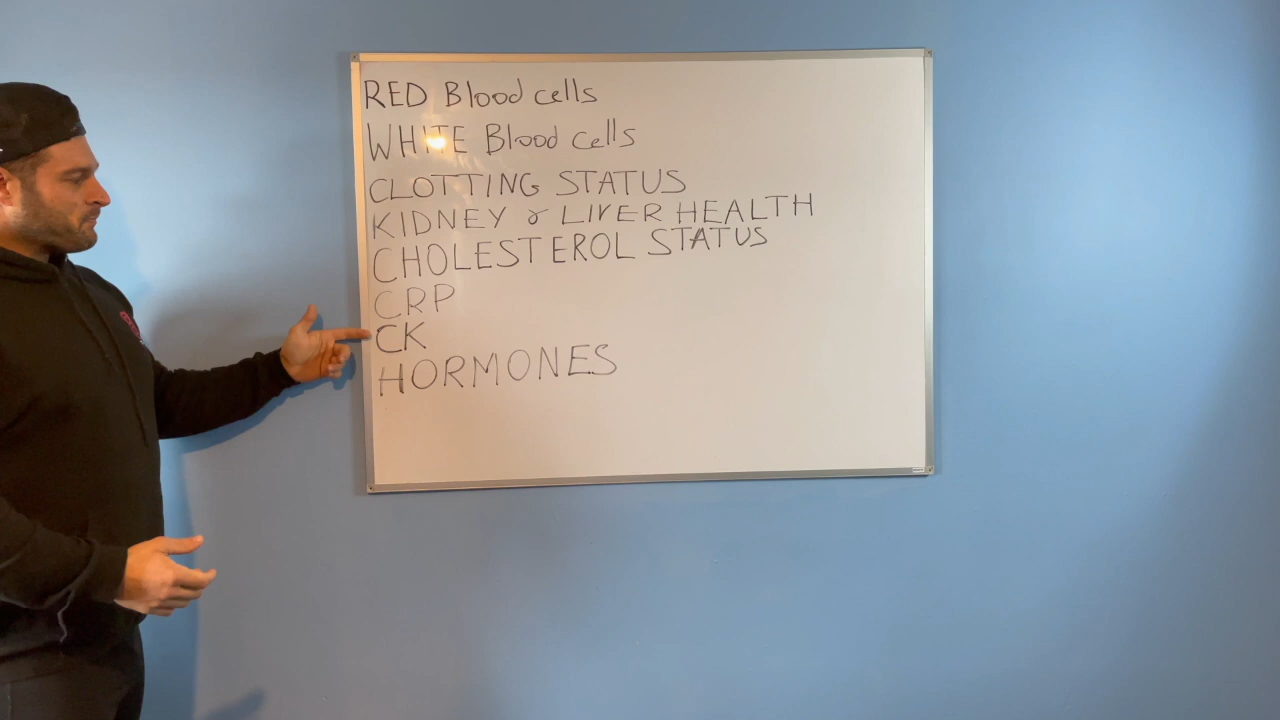 RED Blood cells
WHITE Blood cells
CLOTTING STATUS
KIDNEY & LIVER HEALTH
CHOLESTEROL STATUS
CRP
CK
HORMONES